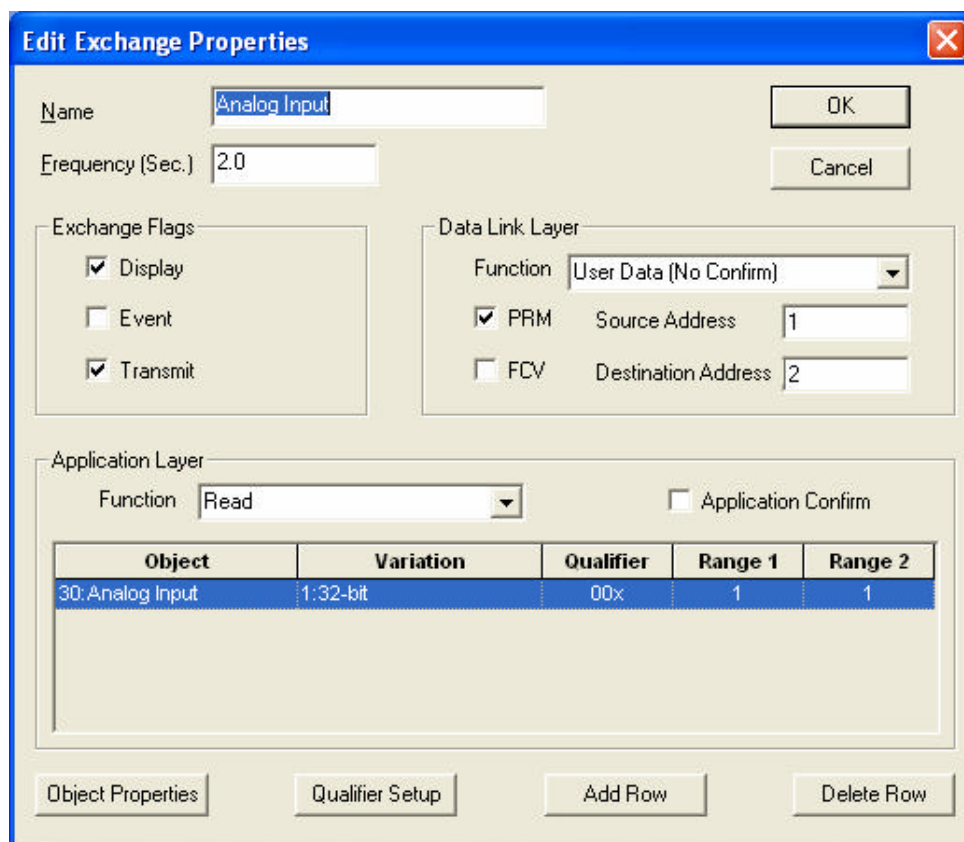 Edit Exchange Properties
Name Analog Input OK
Frequency (Sec.) 2.0 Cancel
Exchange Flags
Display
Event
Transmit
Data Link Layer
Function User Data (No Confirm)
PRM Source Address 1
FCV Destination Address 2
Application Layer
Function Read Application Confirm
Object Variation Qualifier Range 1 Range 2
30:Analog Input 1:32-bit 00x 1 1
Object Properties Qualifier Setup Add Row Delete Row